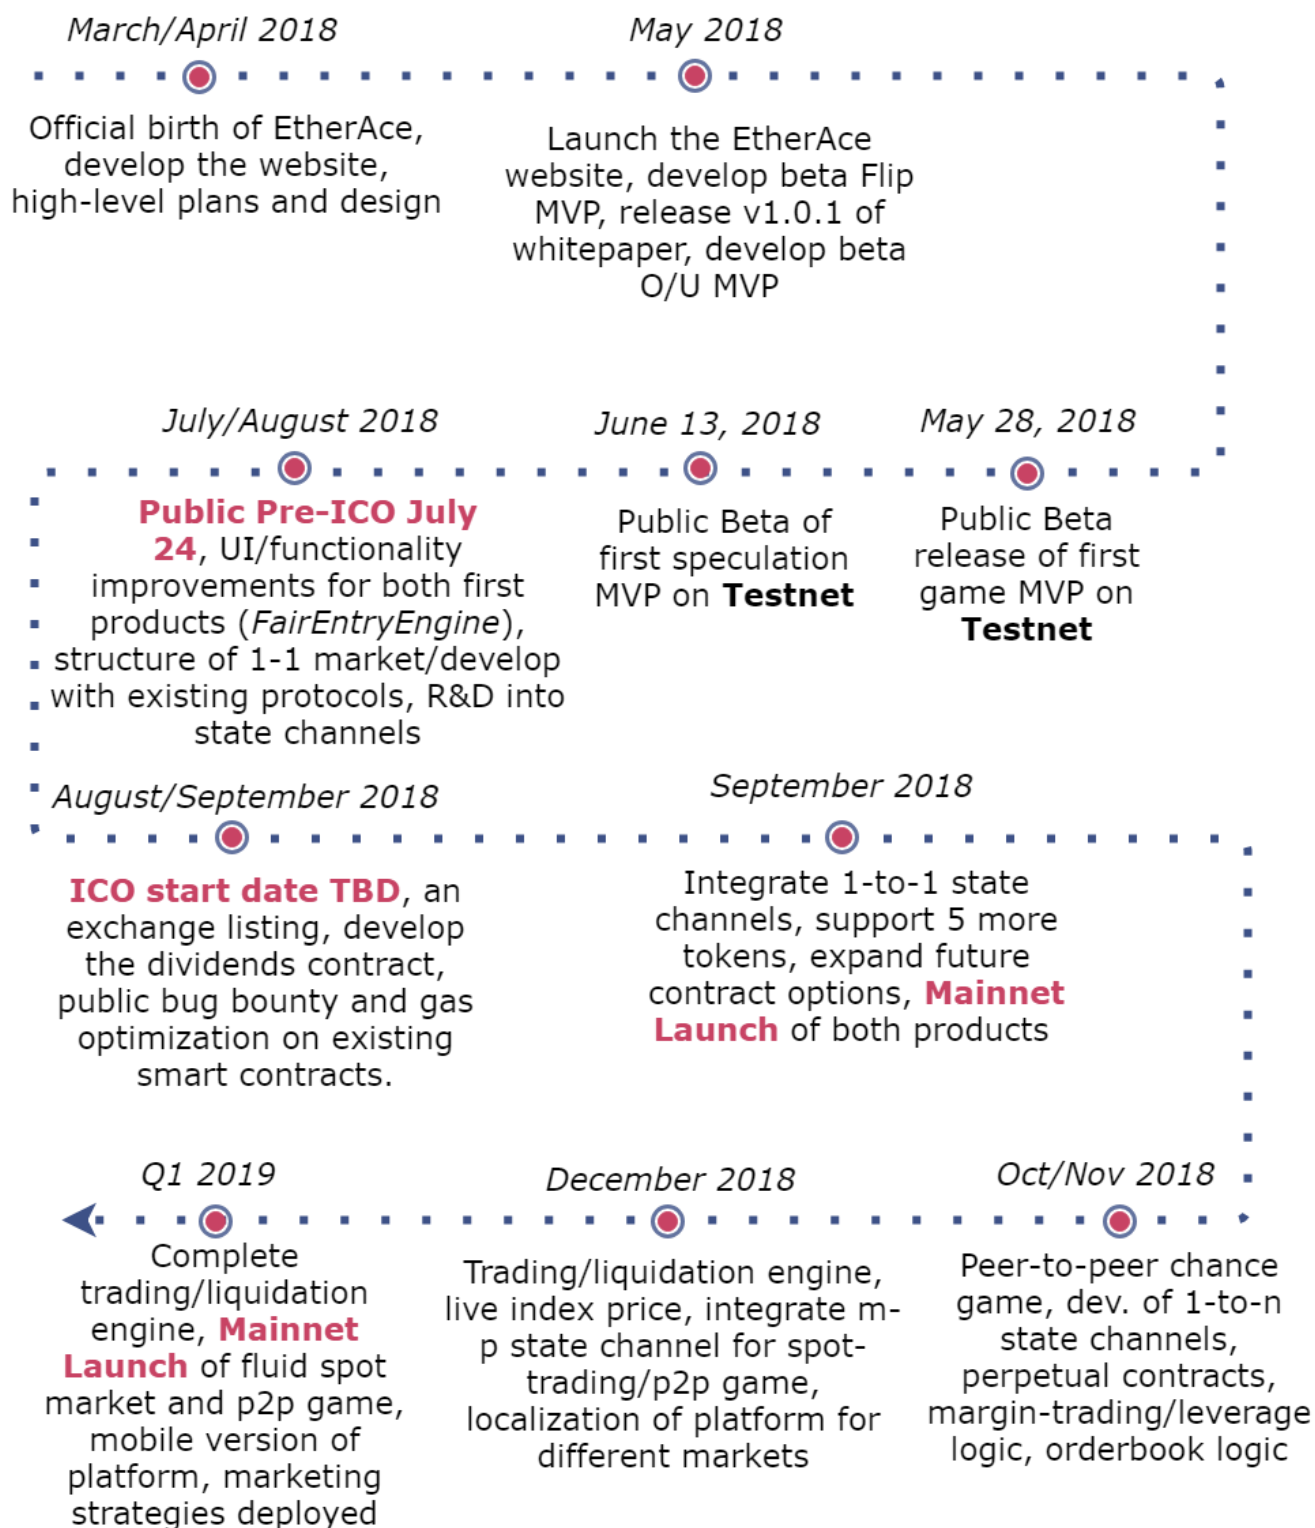 March/April 2018
Official birth of EtherAce,
develop the website,
high-level plans and design
May 2018
Launch the EtherAce
website, develop beta Flip
MVP, release v1.0.1 of
whitepaper, develop beta
O/U MVP
May 28, 2018
Public Beta
release of first
game MVP on
Testnet
June 13, 2018
Public Beta of
first speculation
MVP on Testnet
July/August 2018
Public Pre-ICO July
24, UI/functionality
improvements for both first
products (FairEntryEngine),
structure of 1-1 market/develop
with existing protocols, R&D into
state channels
August/September 2018
ICO start date TBD, an
exchange listing, develop
the dividends contract,
public bug bounty and gas
optimization on existing
smart contracts.
September 2018
Integrate 1-to-1 state
channels, support 5 more
tokens, expand future
contract options, Mainnet
Launch of both products
Oct/Nov 2018
Peer-to-peer chance
game, dev. of 1-to-n
state channels,
perpetual contracts,
margin-trading/leverage
logic, orderbook logic
December 2018
Trading/liquidation engine,
live index price, integrate m-
p state channel for spot-
trading/p2p game,
localization of platform for
different markets
Q1 2019
Complete
trading/liquidation
engine, Mainnet
Launch of fluid spot
market and p2p game,
mobile version of
platform, marketing
strategies deployed